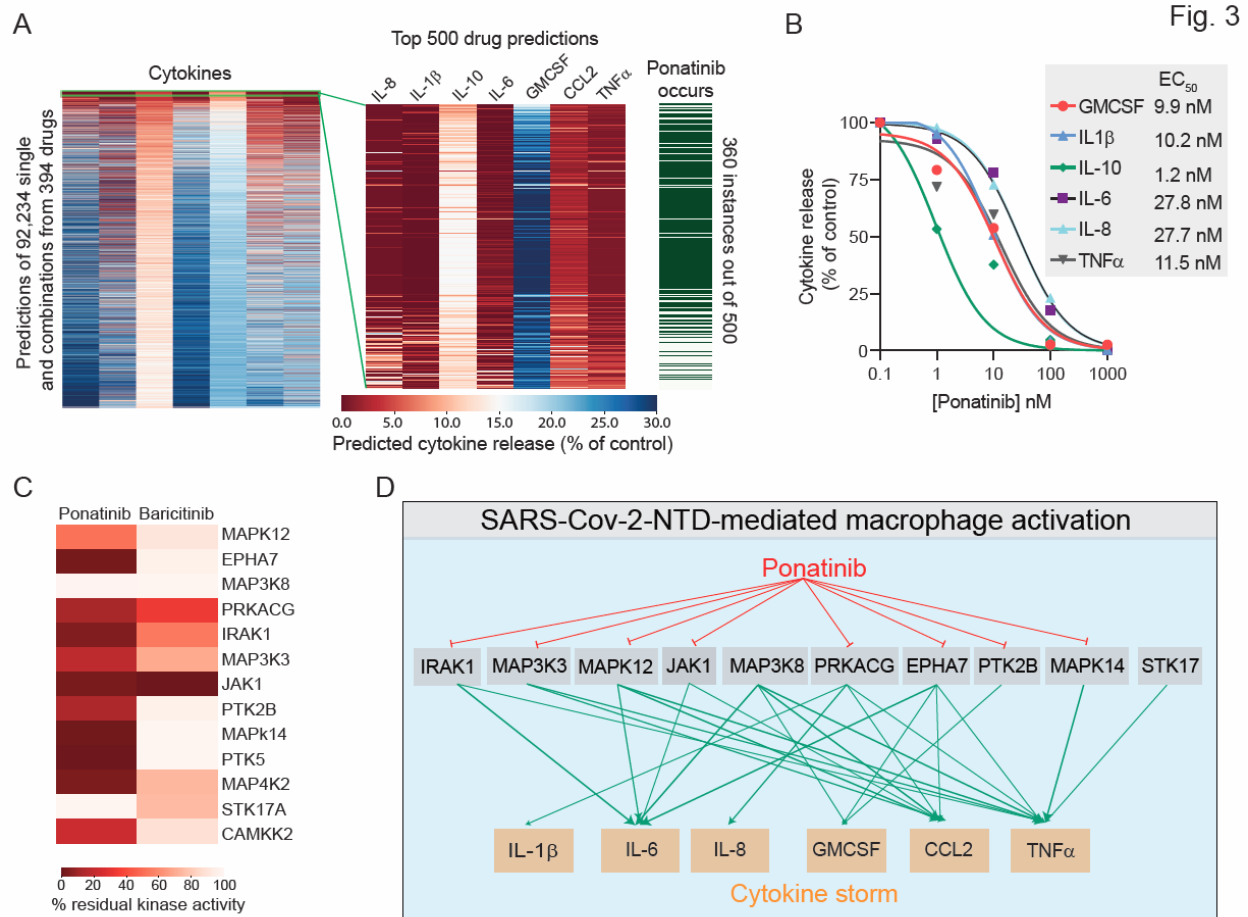 Fig. 3
A
Cytokines
Predictions of 92,234 single
and combinations from 394 drugs
Top 500 drug predictions
IL-8
IL-1β
IL-10
IL-6
GMCSF
CCL2
TNFα
Ponatinib
occurs
360 instances out of 500
0.0 5.0 10.0 15.0 20.0 25.0 30.0
Predicted cytokine release (% of control)
B
EC50
GMCSF 9.9 nM
IL1β 10.2 nM
IL-10 1.2 nM
IL-6 27.8 nM
IL-8 27.7 nM
TNFα 11.5 nM
Cytokine release
(% of control)
100
75
50
25
0
0.1 1 10 100 1000
[Ponatinib] nM
C
Ponatinib Baricitinib
MAPK12
EPHA7
MAP3K8
PRKACG
IRAK1
MAP3K3
JAK1
PTK2B
MAPk14
PTK5
MAP4K2
STK17A
CAMKK2
0 20 40 60 80 100
% residual kinase activity
D
SARS-Cov-2-NTD-mediated macrophage activation
Ponatinib
IRAK1 MAP3K3 MAPK12 JAK1 MAP3K8 PRKACG EPHA7 PTK2B MAPK14 STK17
IL-1β IL-6 IL-8 GMCSF CCL2 TNFα
Cytokine storm